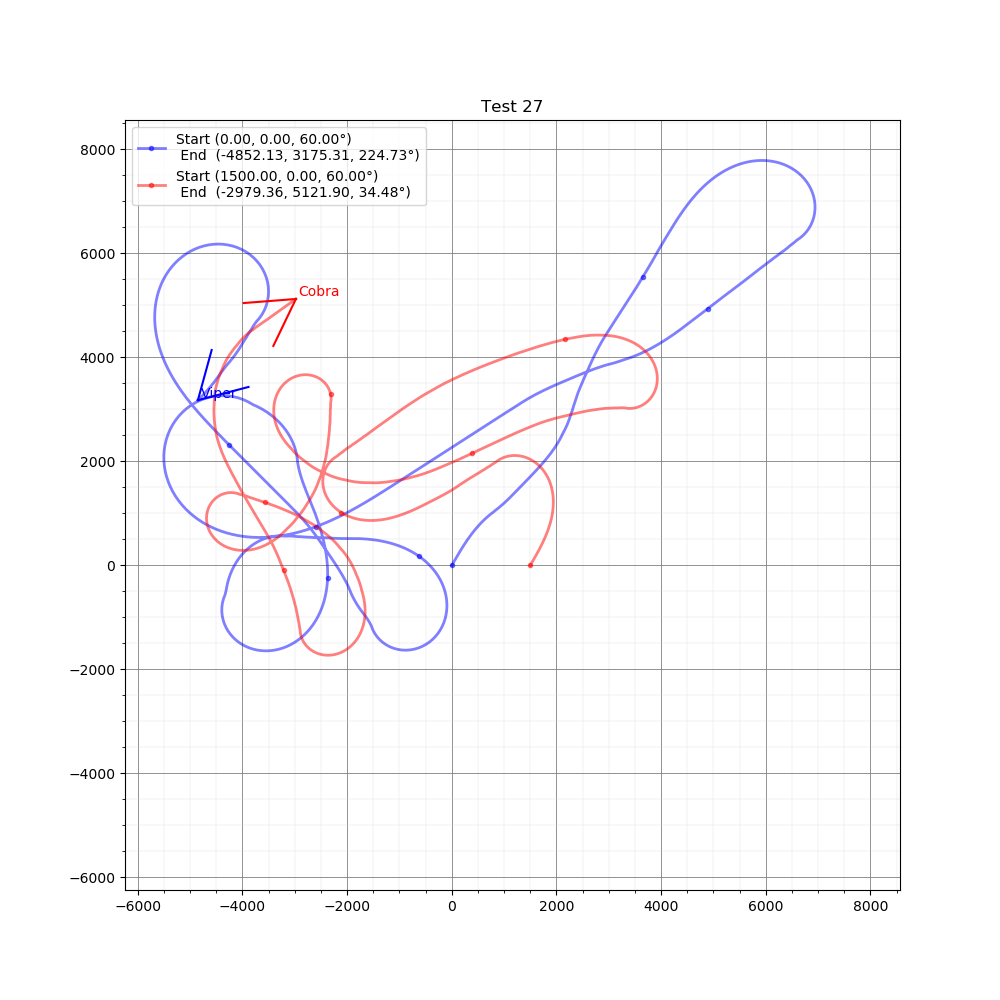 Test 27
Start (0.00, 0.00, 60.00°)
End  (-4852.13, 3175.31, 224.73°)
Start (1500.00, 0.00, 60.00°)
End  (-2979.36, 5121.90, 34.48°)
8000
6000
4000
2000
0
−2000
−4000
−6000
Cobra
Viper
−6000 −4000 −2000 0 2000 4000 6000 8000